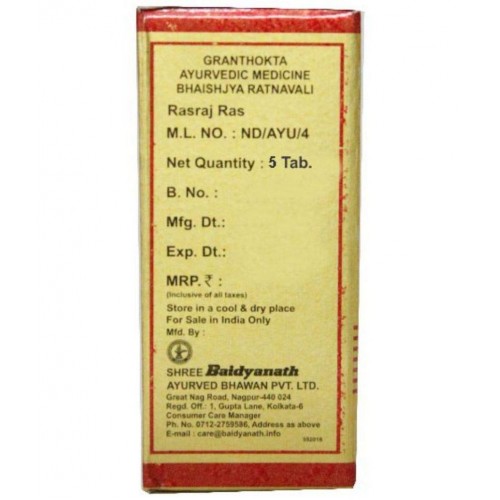 GRANTHOKTA
AYURVEDIC MEDICINE
BHAISHJYA RATNAVALI
Rasraj Ras
M.L. NO. : ND/AYU/4
Net Quantity : 5 Tab.
B. No. :
Mfg. Dt.:
Exp. Dt.:
MRP.₹ :
(Inclusive of all taxes)
Store in a cool & dry place
For Sale in India Only
Mfd. By :
SHREE Baidyanath
AYURVED BHAWAN PVT. LTD.
Great Nag Road, Nagpur-440 024
Regd. Off.: 1, Gupta Lane, Kolkata-6
Consumer Care Manager
Ph. No. 0712-2759586, Address as above
E-mail : care@baidyanath.info